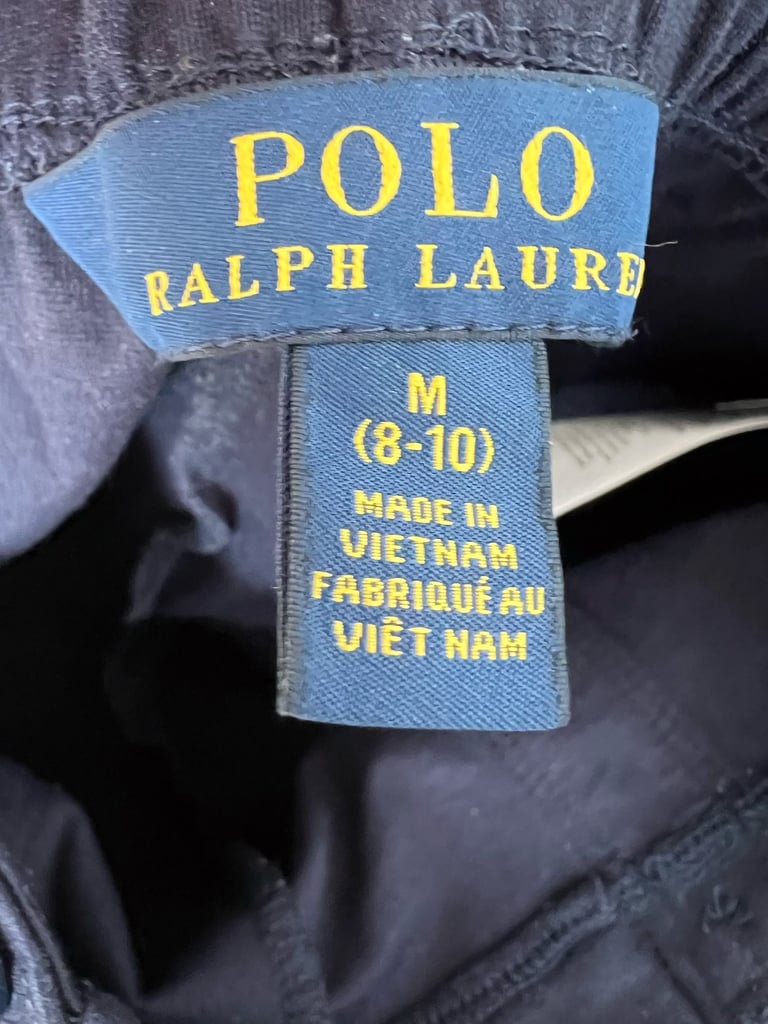 POLO
RALPH LAUREN
M
(8-10)
MADE IN
VIETNAM
FABRIQUÉ AU
VIÊT NAM